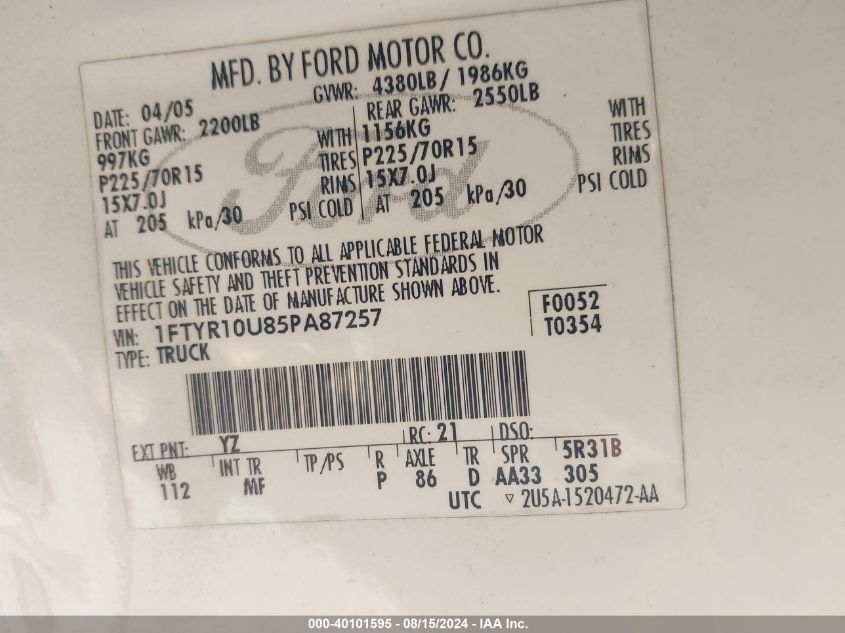 MFD. BY FORD MOTOR CO.
DATE: 04/05 GVWR: 4380LB/ 1986KG
FRONT GAWR: 2200LB REAR GAWR: 2550LB
997KG WITH 1156KG WITH
P225/70R15 TIRES P225/70R15 TIRES
15X7.0J RIMS 15X7.0J RIMS
AT 205 kPa/30 PSI COLD AT 205 kPa/30 PSI COLD
Ford
THIS VEHICLE CONFORMS TO ALL APPLICABLE FEDERAL MOTOR
VEHICLE SAFETY AND THEFT PREVENTION STANDARDS IN
EFFECT ON THE DATE OF MANUFACTURE SHOWN ABOVE.
VIN: 1FTYR10U85PA87257 F0052
TYPE: TRUCK T0354
EXT PNT: YZ RC: 21 DSO:
WB INT TR TP/PS R AXLE TR SPR 5R31B
112 MF P 86 D AA33 305
UTC ▽ 2U5A-1520472-AA
000-40101595 - 08/15/2024 - IAA Inc.